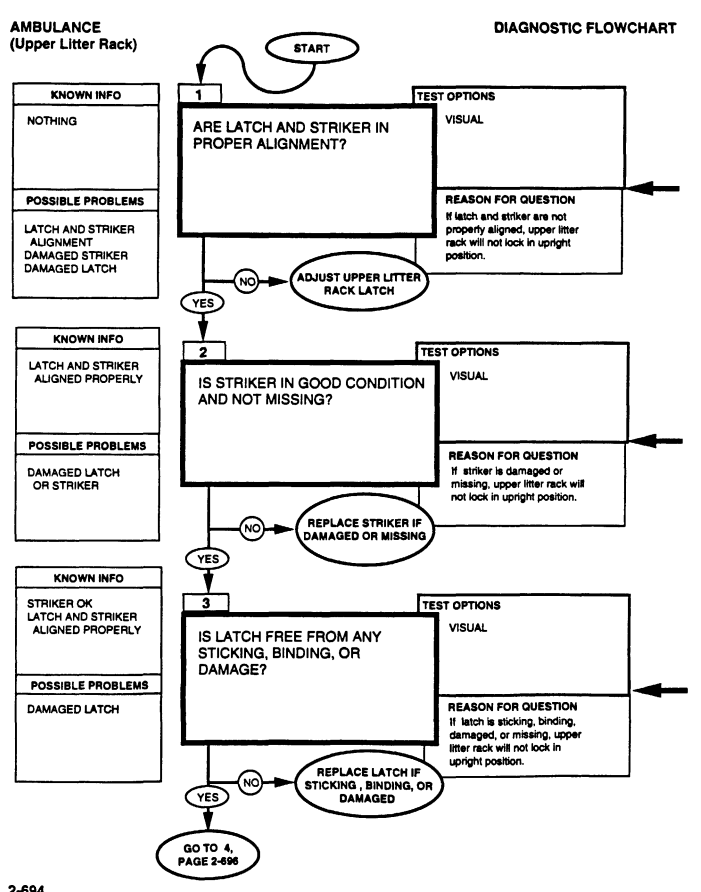 AMBULANCE
(Upper Litter Rack)
DIAGNOSTIC FLOWCHART
START
KNOWN INFO
NOTHING
POSSIBLE PROBLEMS
LATCH AND STRIKER
ALIGNMENT
DAMAGED STRIKER
DAMAGED LATCH
1
ARE LATCH AND STRIKER IN
PROPER ALIGNMENT?
TEST OPTIONS
VISUAL
REASON FOR QUESTION
If latch and striker are not
properly aligned, upper litter
rack will not lock in upright
position.
NO
ADJUST UPPER LITTER
RACK LATCH
YES
KNOWN INFO
LATCH AND STRIKER
ALIGNED PROPERLY
POSSIBLE PROBLEMS
DAMAGED LATCH
OR STRIKER
2
IS STRIKER IN GOOD CONDITION
AND NOT MISSING?
TEST OPTIONS
VISUAL
REASON FOR QUESTION
If striker is damaged or
missing, upper litter rack will
not lock in upright position.
NO
REPLACE STRIKER IF
DAMAGED OR MISSING
YES
KNOWN INFO
STRIKER OK
LATCH AND STRIKER
ALIGNED PROPERLY
POSSIBLE PROBLEMS
DAMAGED LATCH
3
IS LATCH FREE FROM ANY
STICKING, BINDING, OR
DAMAGE?
TEST OPTIONS
VISUAL
REASON FOR QUESTION
If latch is sticking, binding,
damaged, or missing, upper
litter rack will not lock in
upright position.
NO
REPLACE LATCH IF
STICKING , BINDING, OR
DAMAGED
YES
GO TO 4,
PAGE 2-696
2-694